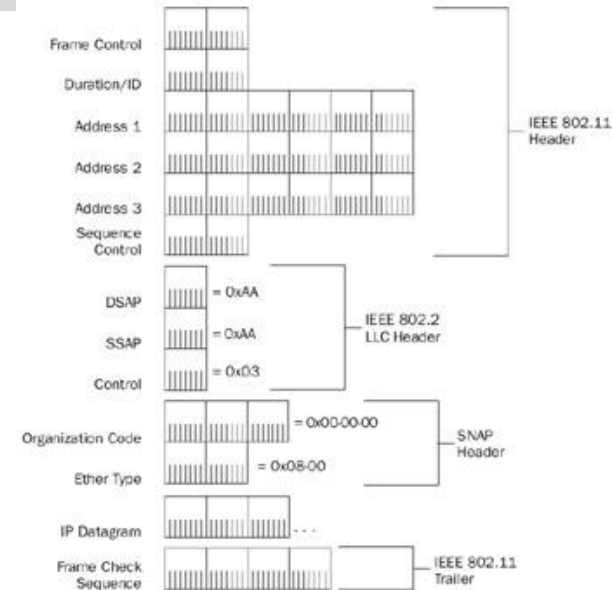 Frame Control
Duration/ID
Address 1
IEEE 802.11
Header
Address 2
Address 3
Sequence
Control
DSAP
= 0xAA
SSAP
= 0xAA
IEEE 802.2
LLC Header
Control
= 0x03
Organization Code
= 0x00-00-00
SNAP
Header
Ether Type
= 0x08-00
IP Datagram
...
Frame Check
Sequence
IEEE 802.11
Trailer